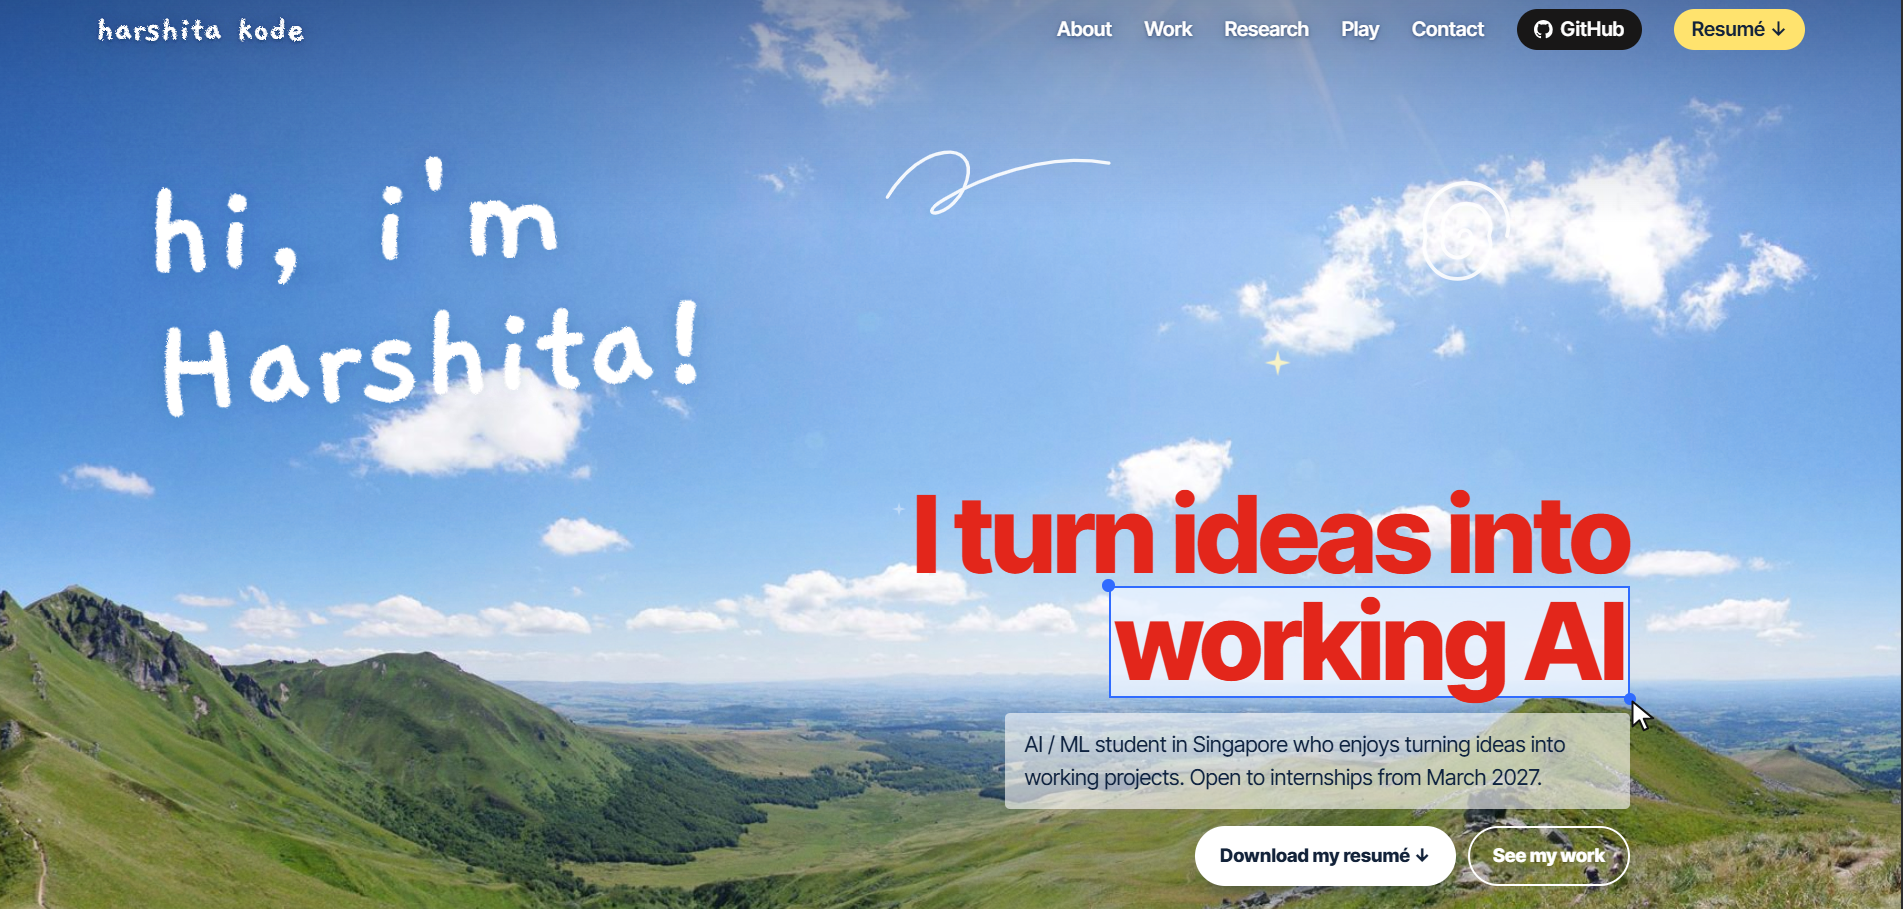 harshita kode
About Work Research Play Contact GitHub Resumé ↓
hi, i'm
Harshita!
I turn ideas into
working AI
AI / ML student in Singapore who enjoys turning ideas into
working projects. Open to internships from March 2027.
Download my resumé ↓ See my work